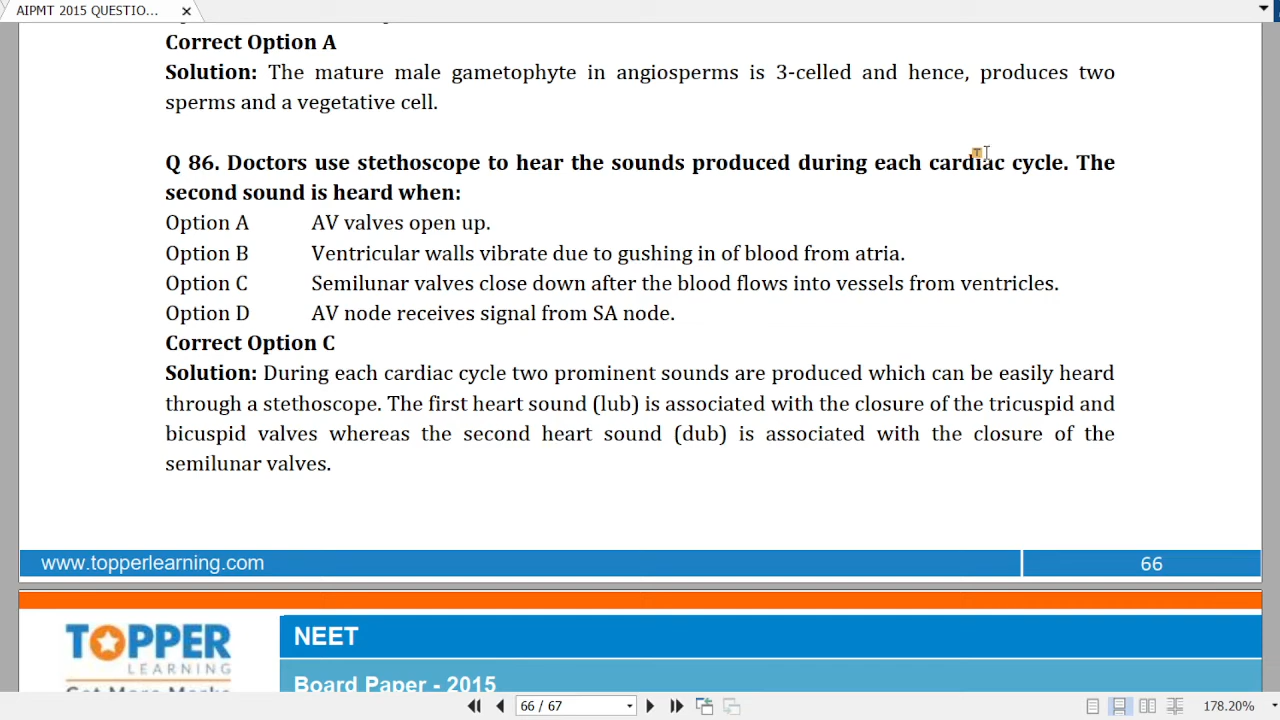 AIPMT 2015 QUESTIO...
Correct Option A
Solution: The mature male gametophyte in angiosperms is 3-celled and hence, produces two
sperms and a vegetative cell.
Q 86. Doctors use stethoscope to hear the sounds produced during each cardiac cycle. The
second sound is heard when:
Option A AV valves open up.
Option B Ventricular walls vibrate due to gushing in of blood from atria.
Option C Semilunar valves close down after the blood flows into vessels from ventricles.
Option D AV node receives signal from SA node.
Correct Option C
Solution: During each cardiac cycle two prominent sounds are produced which can be easily heard
through a stethoscope. The first heart sound (lub) is associated with the closure of the tricuspid and
bicuspid valves whereas the second heart sound (dub) is associated with the closure of the
semilunar valves.
www.topperlearning.com 66
TOPPER
LEARNING
Get More Marks
NEET
Board Paper - 2015
66 / 67
178.20%